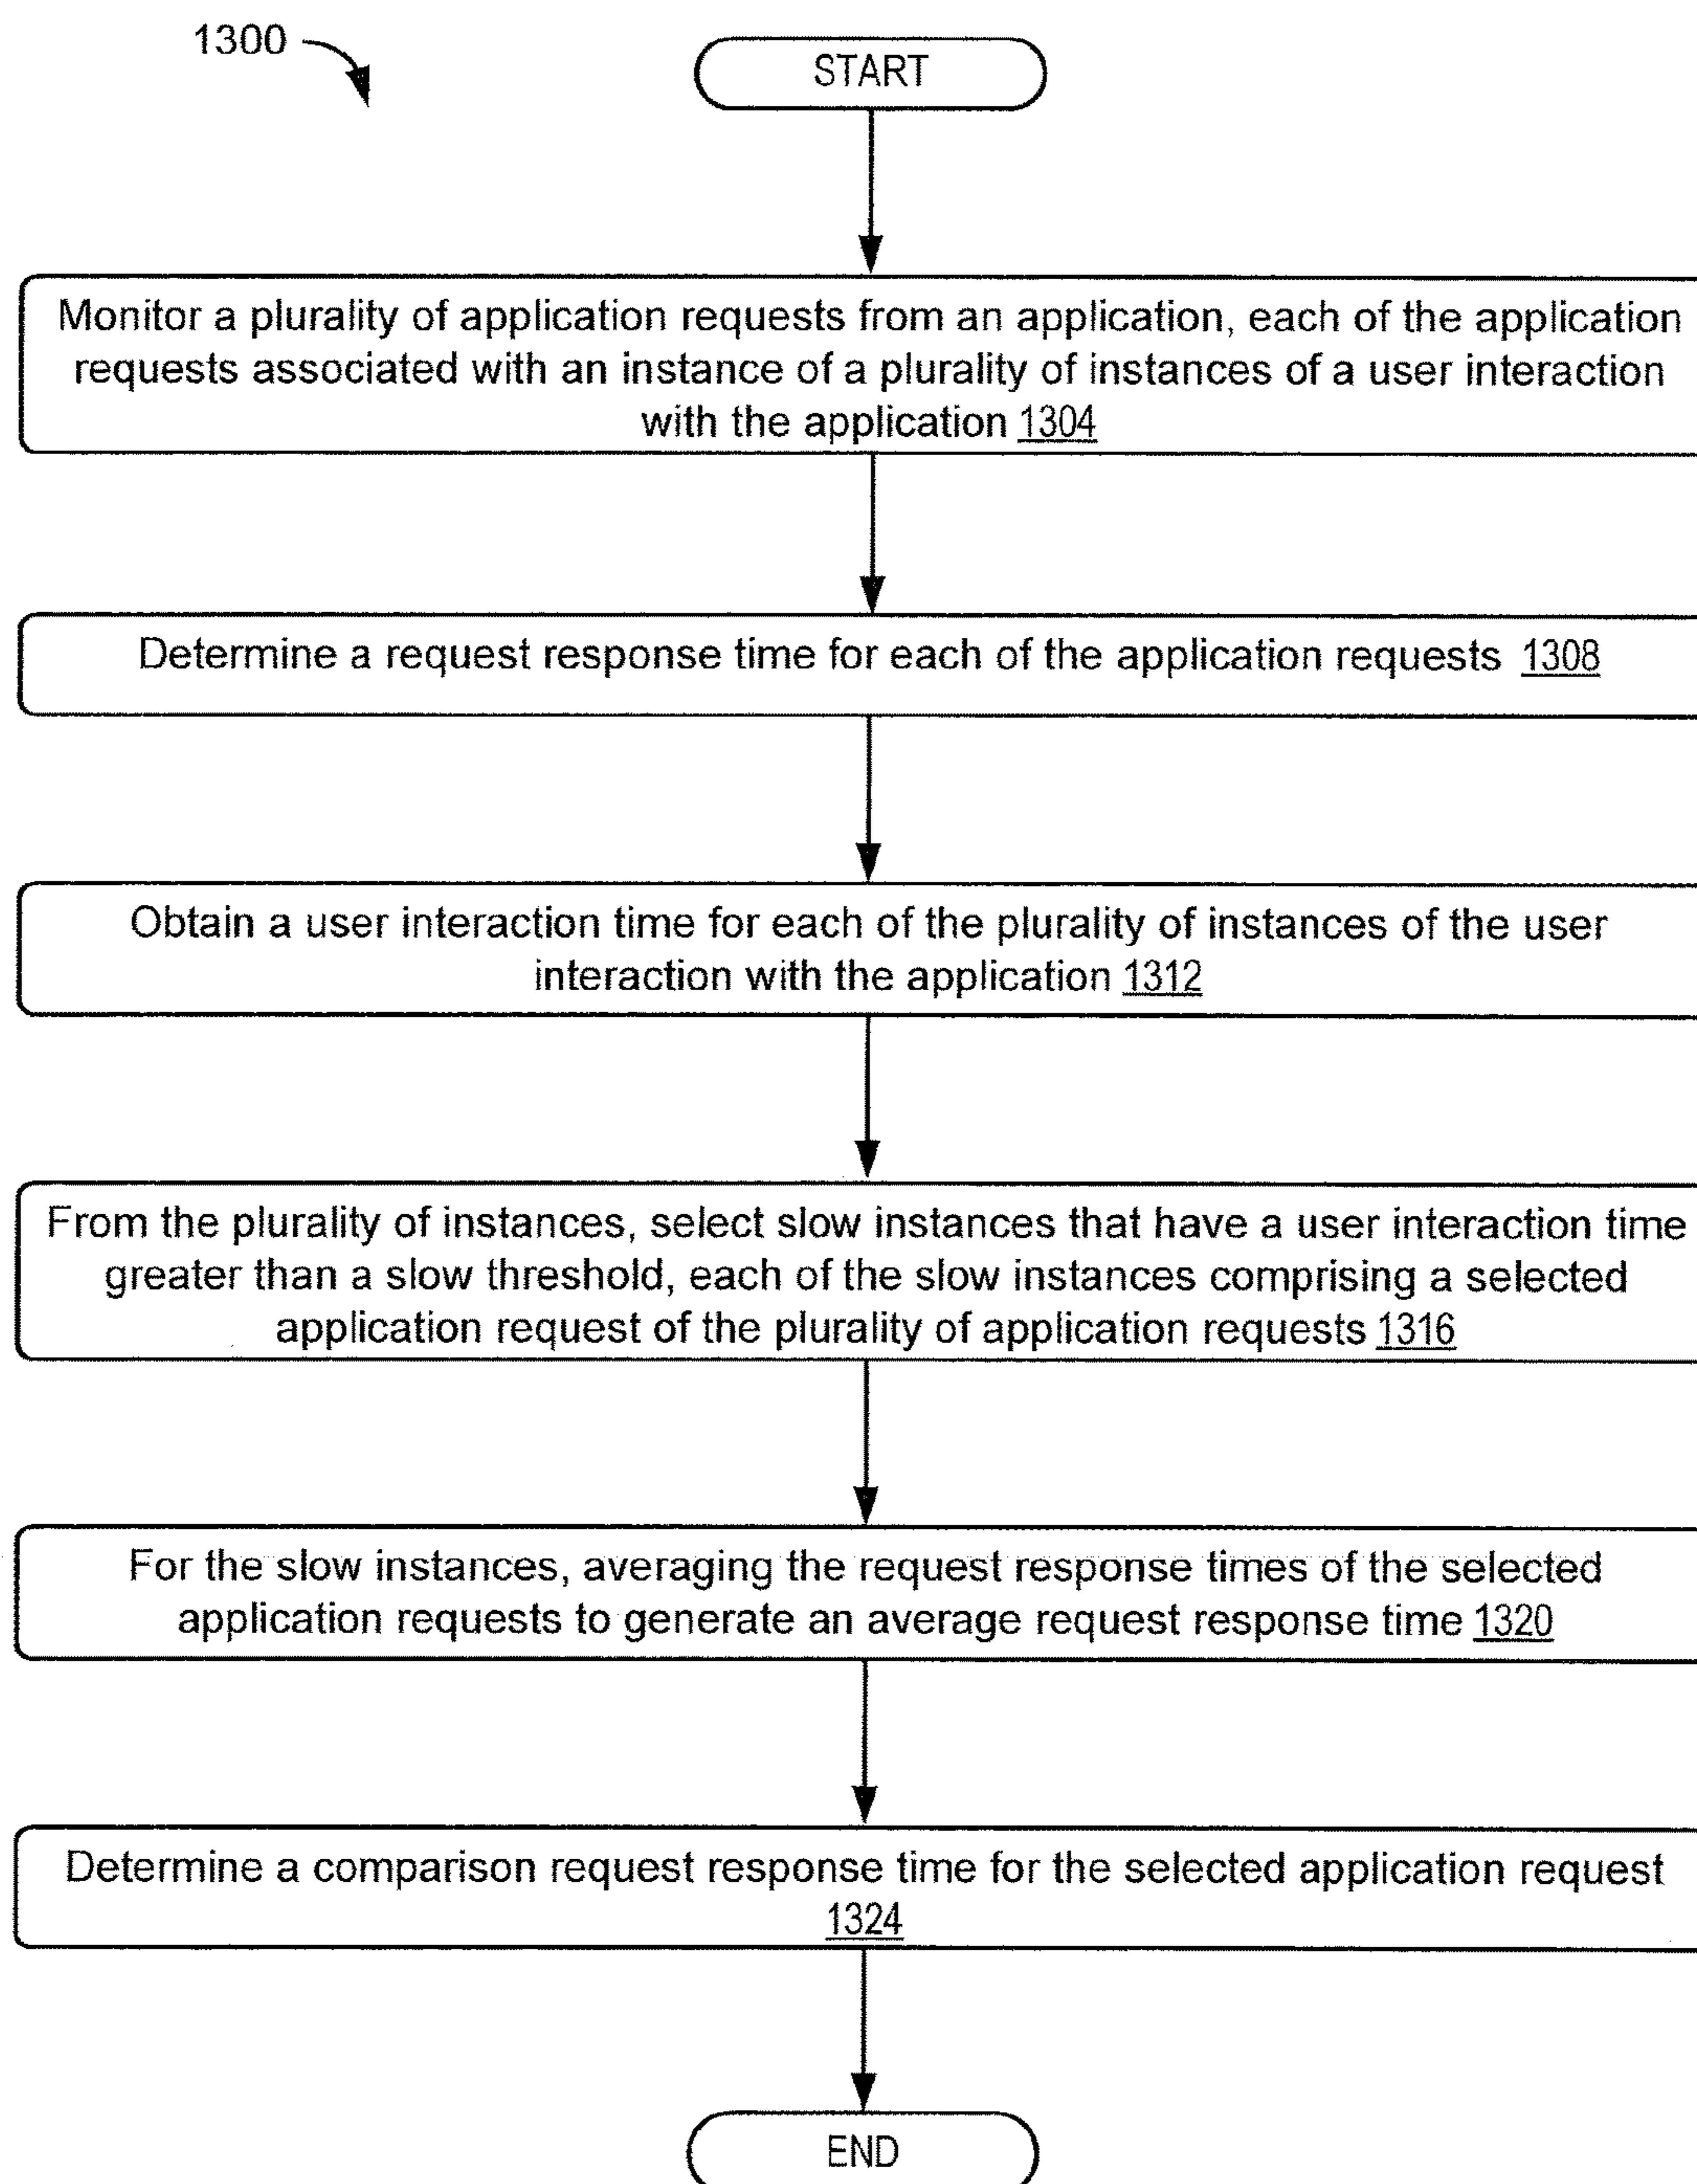 1300
START
Monitor a plurality of application requests from an application, each of the application
requests associated with an instance of a plurality of instances of a user interaction
with the application 1304
Determine a request response time for each of the application requests 1308
Obtain a user interaction time for each of the plurality of instances of the user
interaction with the application 1312
From the plurality of instances, select slow instances that have a user interaction time
greater than a slow threshold, each of the slow instances comprising a selected
application request of the plurality of application requests 1316
For the slow instances, averaging the request response times of the selected
application requests to generate an average request response time 1320
Determine a comparison request response time for the selected application request
1324
END